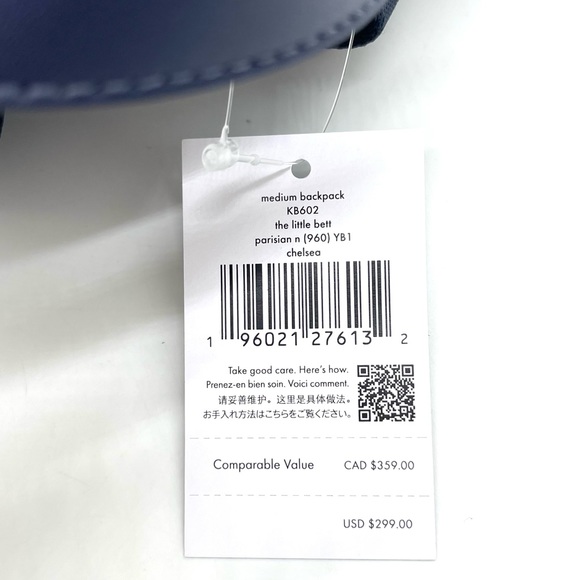 medium backpack
KB602
the little bett
parisian n (960) YB1
chelsea
1 96021 27613 2
Take good care. Here's how.
Prenez-en bien soin. Voici comment.
请妥善维护。这里是具体做法。
お手入れ方法はこちらをご覧ください。
Comparable Value CAD $359.00
USD $299.00